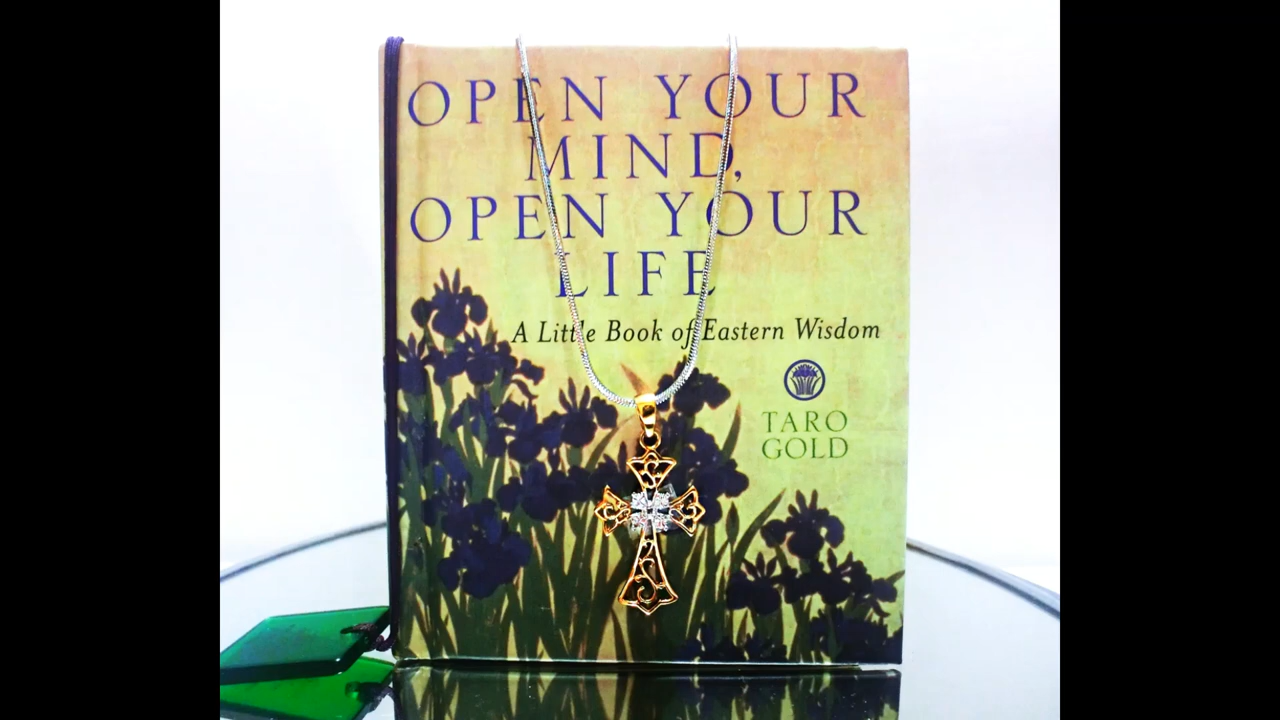 OPEN YOUR
MIND,
OPEN YOUR
LIFE
A Little Book of Eastern Wisdom
TARO
GOLD